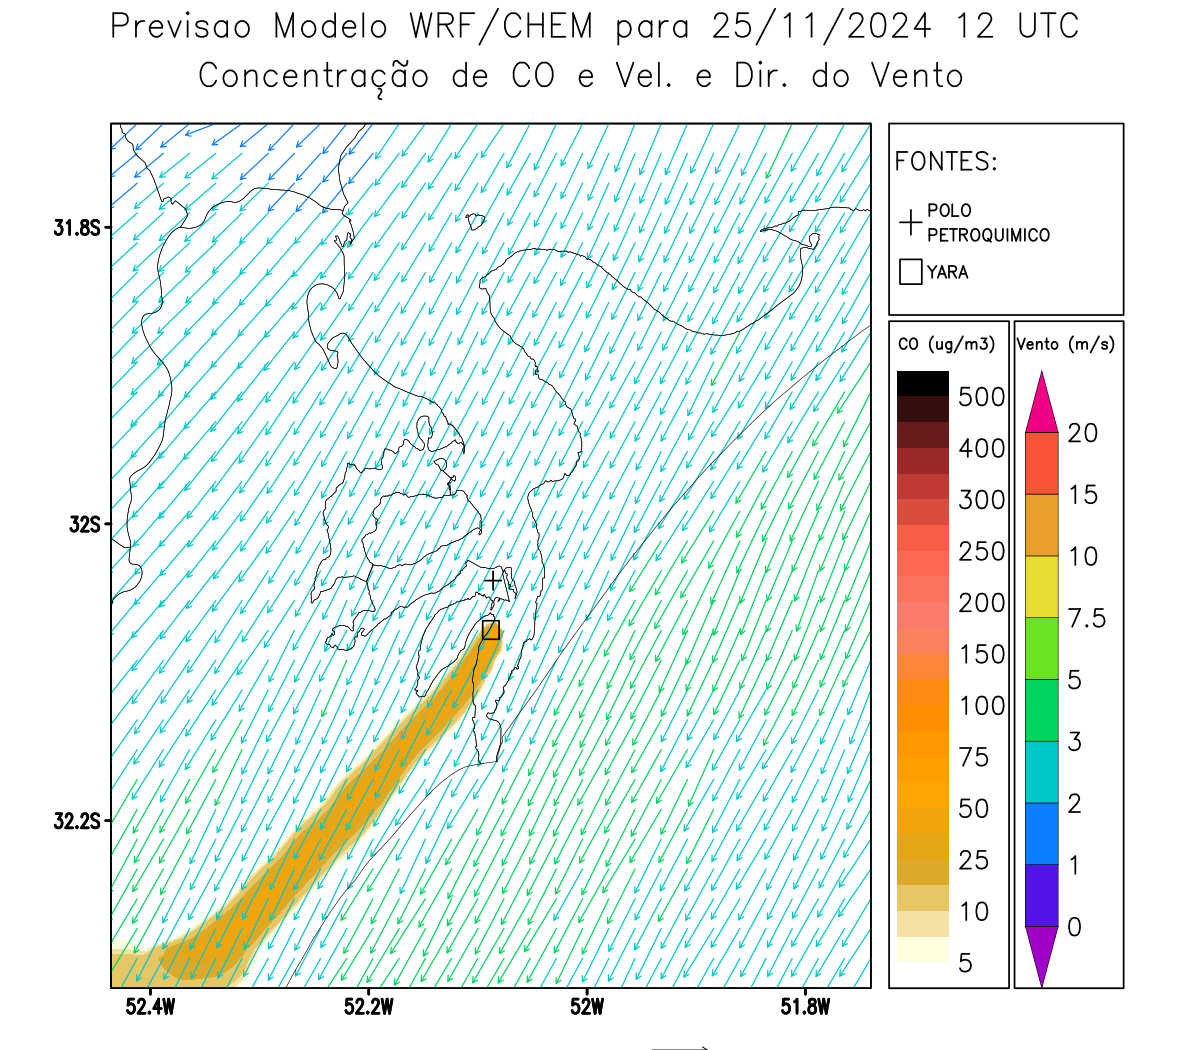 Previsao Modelo WRF/CHEM para 25/11/2024 12 UTC
Concentração de CO e Vel. e Dir. do Vento
FONTES:
POLO
PETROQUIMICO
YARA
CO (ug/m3)
500
400
300
250
200
150
100
75
50
25
10
5
Vento (m/s)
20
15
10
7.5
5
3
2
1
0
31.8S
32S
32.2S
52.4W
52.2W
52W
51.8W